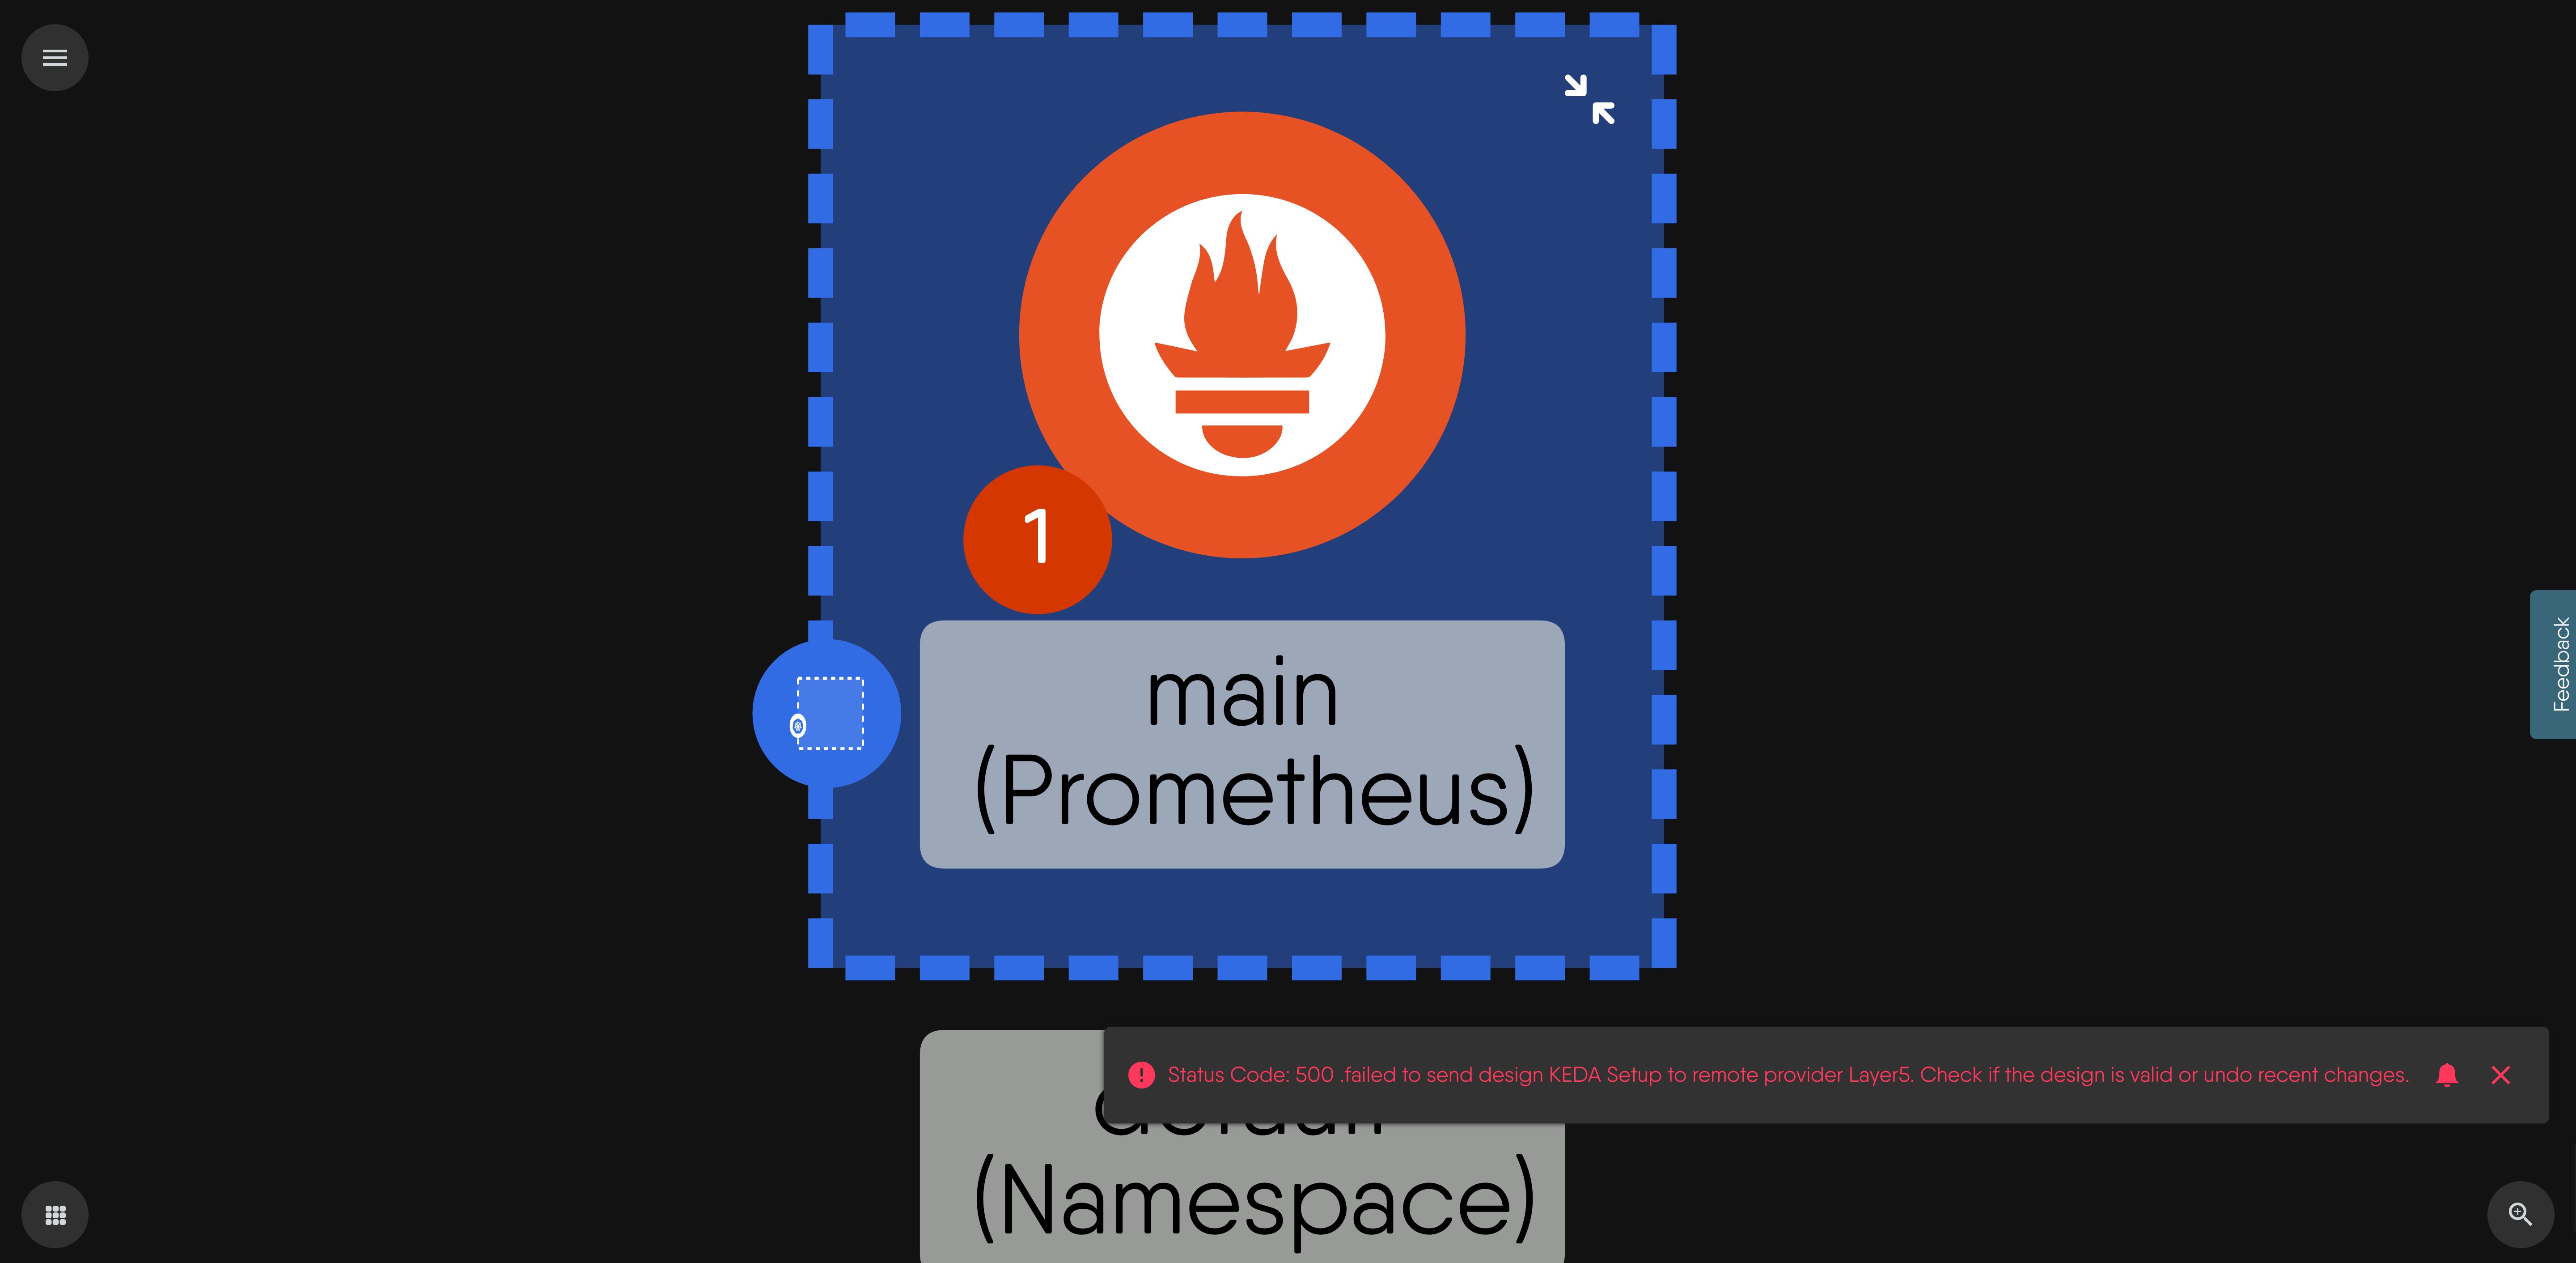 1
main
(Prometheus)
Feedback
Status Code: 500 .failed to send design KEDA Setup to remote provider Layer5. Check if the design is valid or undo recent changes.
(Namespace)